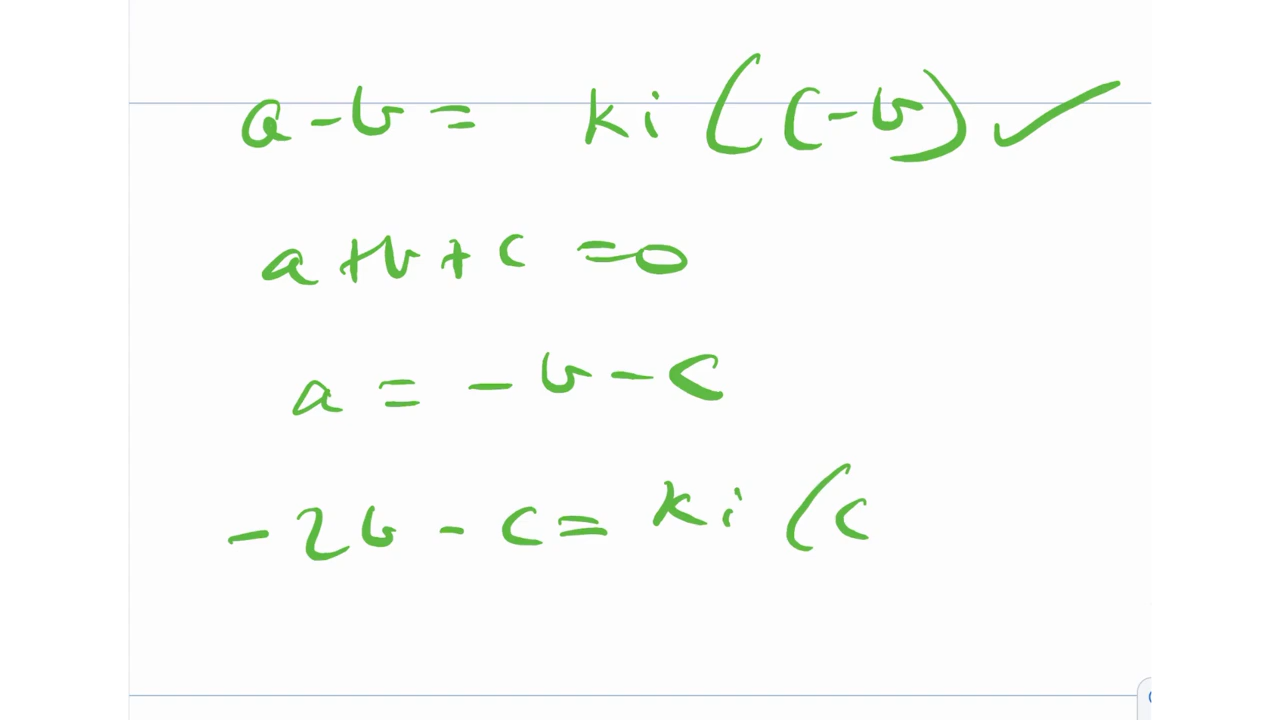 a - b = ki (c - b) ✓
a + b + c = 0
a = - b - c
- 2b - c = ki (c